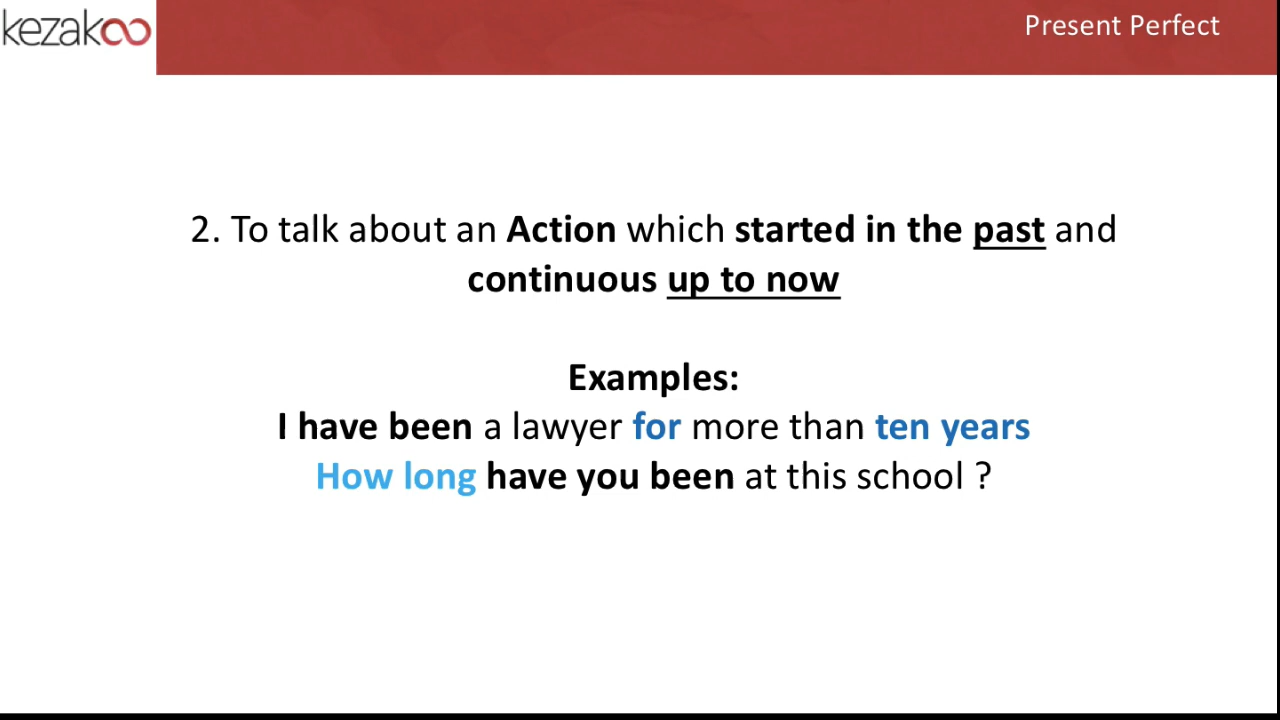 kezakoo
Present Perfect
2. To talk about an Action which started in the past and
continuous up to now
Examples:
I have been a lawyer for more than ten years
How long have you been at this school ?